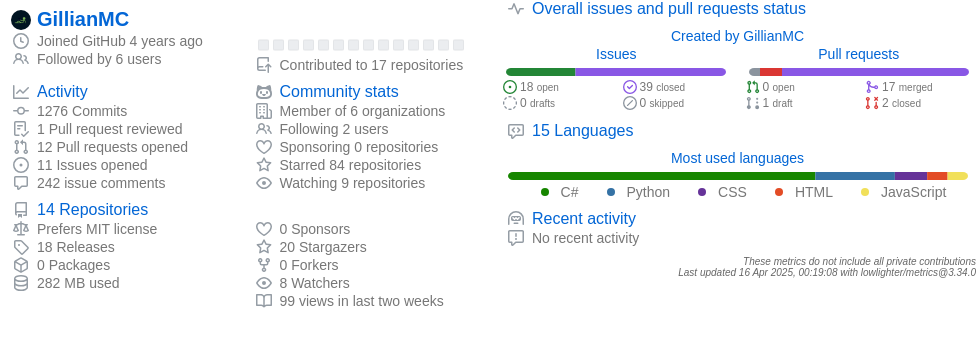 GillianMC
Joined GitHub 4 years ago
Followed by 6 users
Contributed to 17 repositories
Activity
1276 Commits
1 Pull request reviewed
12 Pull requests opened
11 Issues opened
242 issue comments
Community stats
Member of 6 organizations
Following 2 users
Sponsoring 0 repositories
Starred 84 repositories
Watching 9 repositories
14 Repositories
Prefers MIT license
18 Releases
0 Packages
282 MB used
0 Sponsors
20 Stargazers
0 Forkers
8 Watchers
99 views in last two weeks
Overall issues and pull requests status
Created by GillianMC
Issues
18 open
39 closed
0 drafts
0 skipped
Pull requests
0 open
17 merged
1 draft
2 closed
15 Languages
Most used languages
C# Python CSS HTML JavaScript
Recent activity
No recent activity
These metrics do not include all private contributions
Last updated 16 Apr 2025, 00:19:08 with lowlighter/metrics@3.34.0